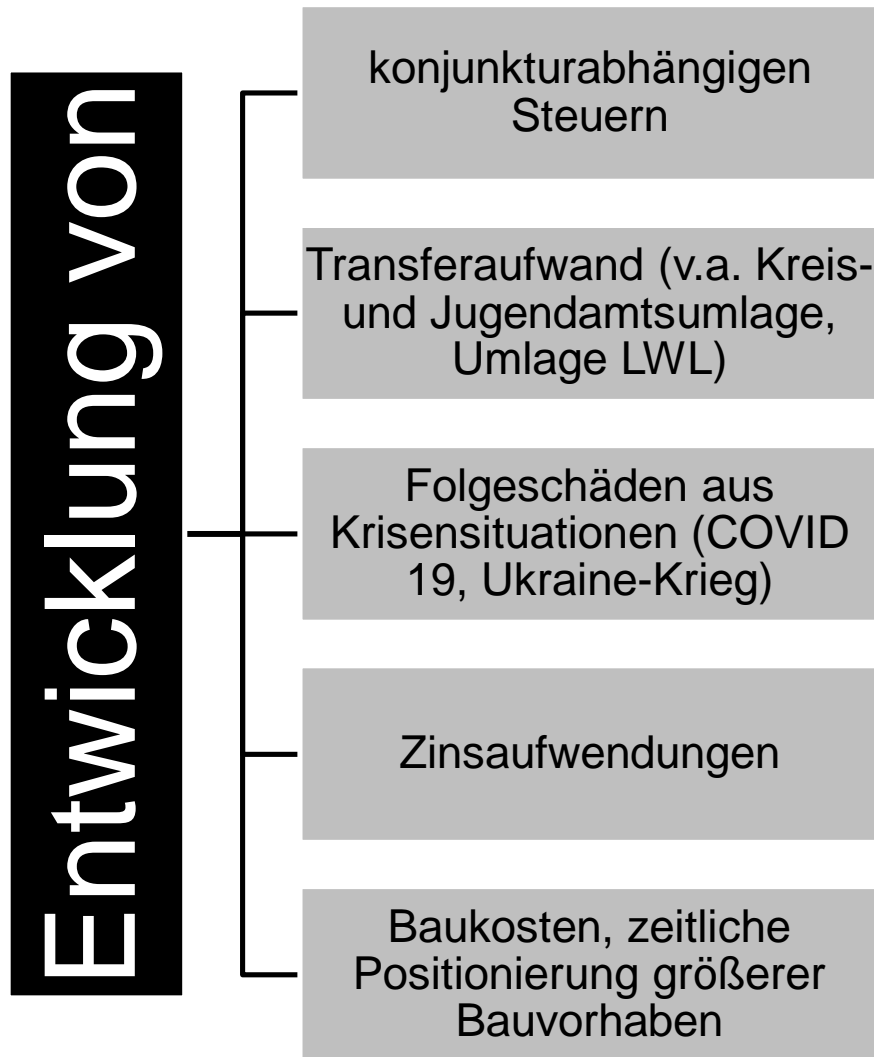 Entwicklung von
konjunkturabhängigen
Steuern
Transferaufwand (v.a. Kreis-
und Jugendamtsumlage,
Umlage LWL)
Folgeschäden aus
Krisensituationen (COVID
19, Ukraine-Krieg)
Zinsaufwendungen
Baukosten, zeitliche
Positionierung größerer
Bauvorhaben